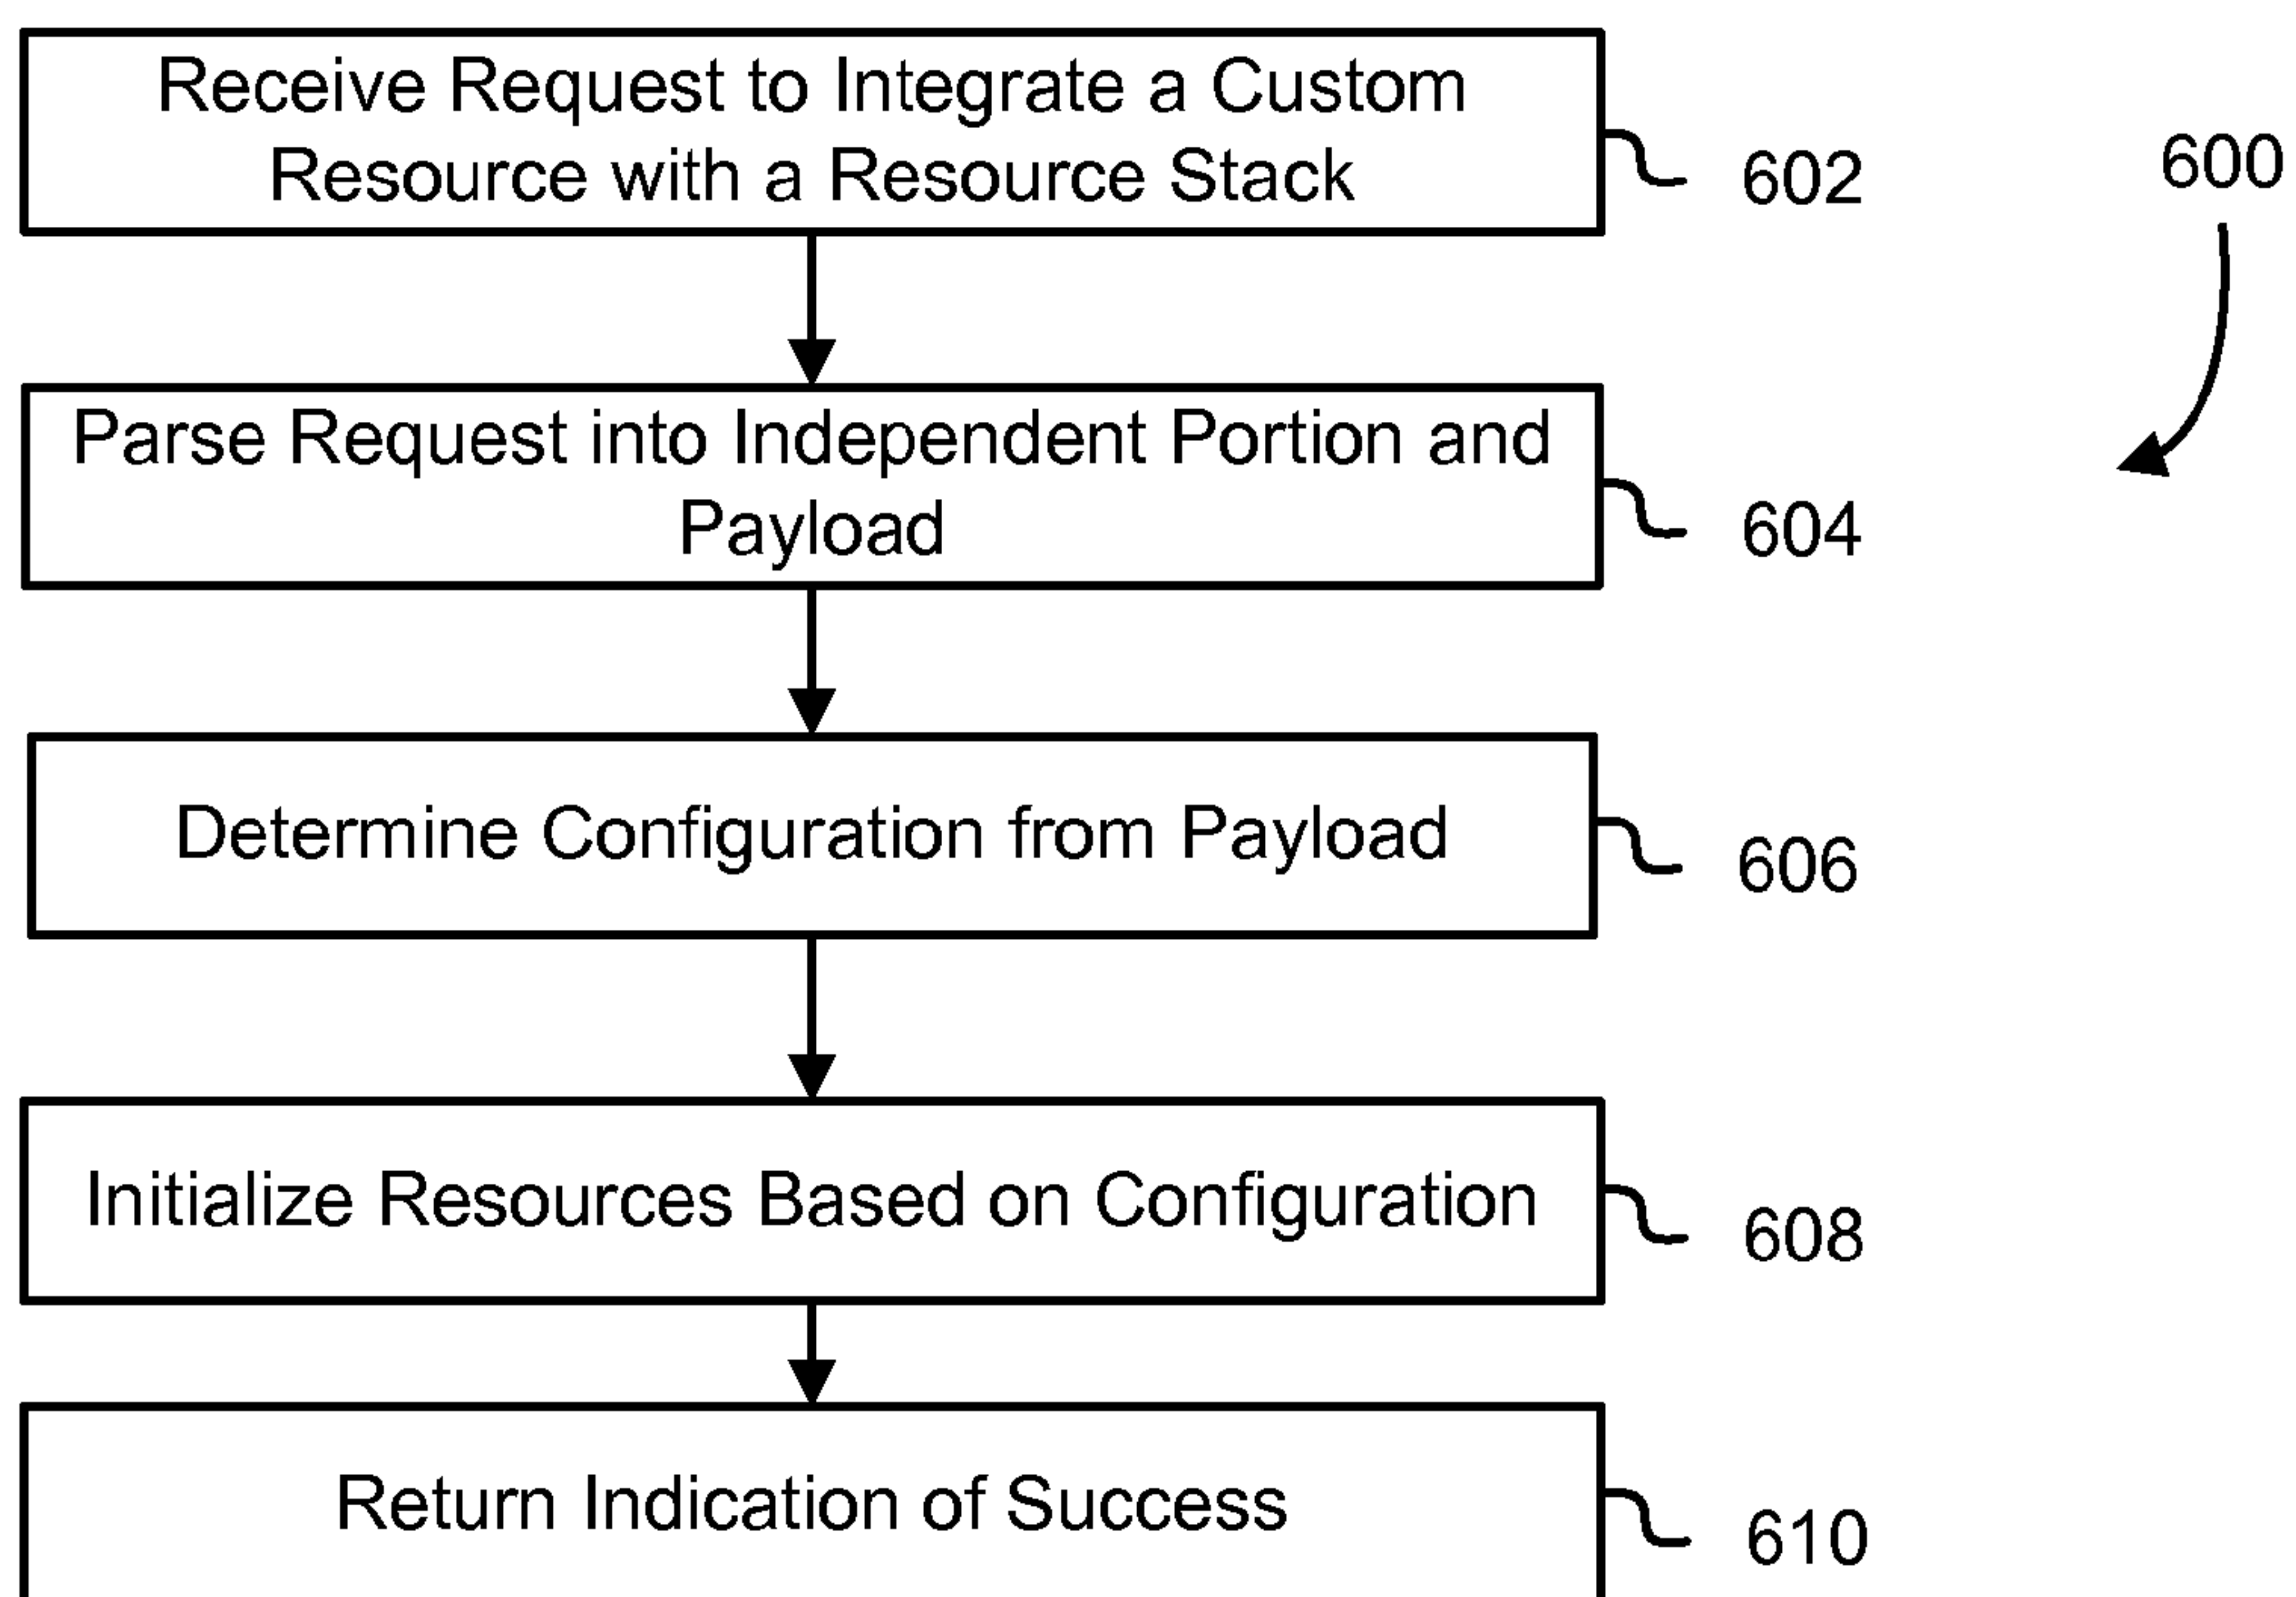 Receive Request to Integrate a Custom
Resource with a Resource Stack
602
600
Parse Request into Independent Portion and
Payload
604
Determine Configuration from Payload
606
Initialize Resources Based on Configuration
608
Return Indication of Success
610